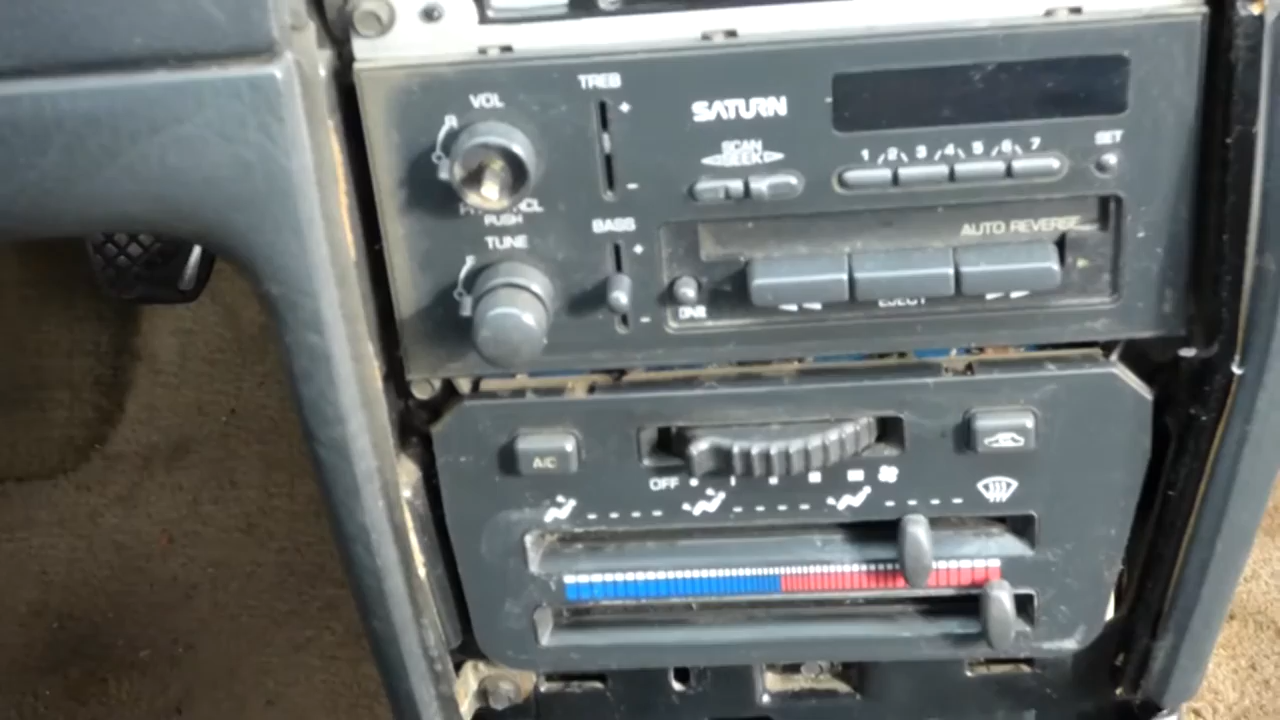 VOL
TREB
+
-
SATURN
SCAN
SEEK
1 2 3 4 5 6 7
SET
PUSH
TUNE
BASS
+
-
AUTO REVERSE
DNR
EJECT
A/C
OFF